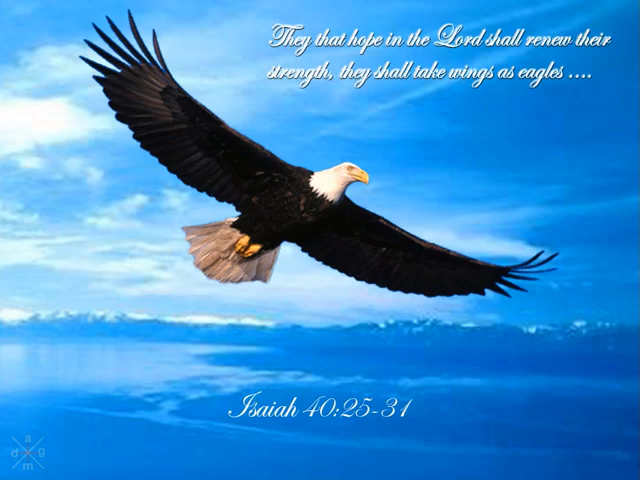 They that hope in the Lord shall renew their
strength, they shall take wings as eagles ....
Isaiah 40:25-31
a
d g
m